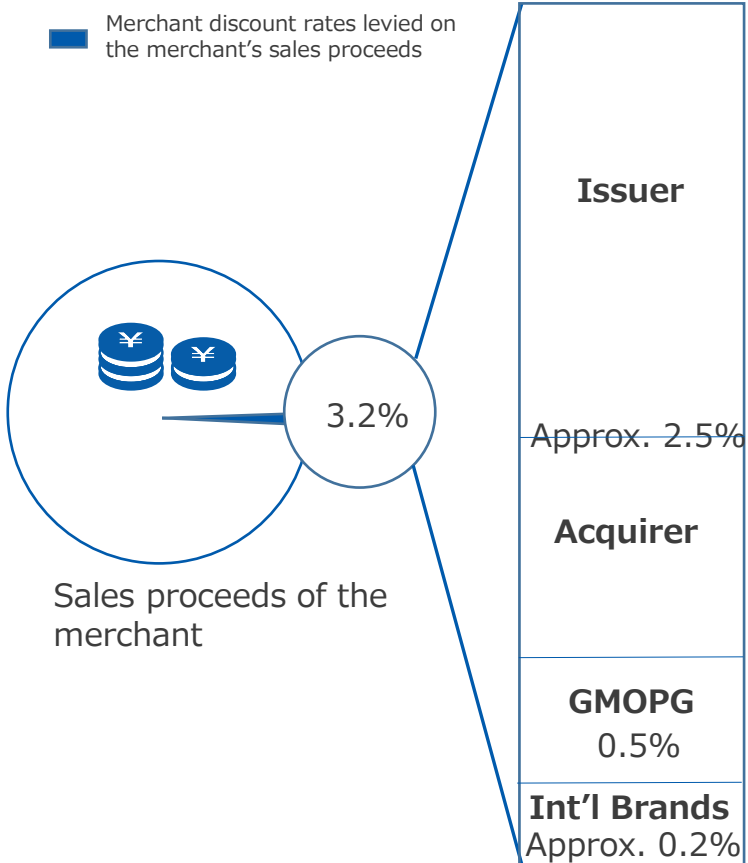 Merchant discount rates levied on
the merchant’s sales proceeds
¥
¥
3.2%
Sales proceeds of the
merchant
Issuer
Approx. 2.5%
Acquirer
GMOPG
0.5%
Int’l Brands
Approx. 0.2%